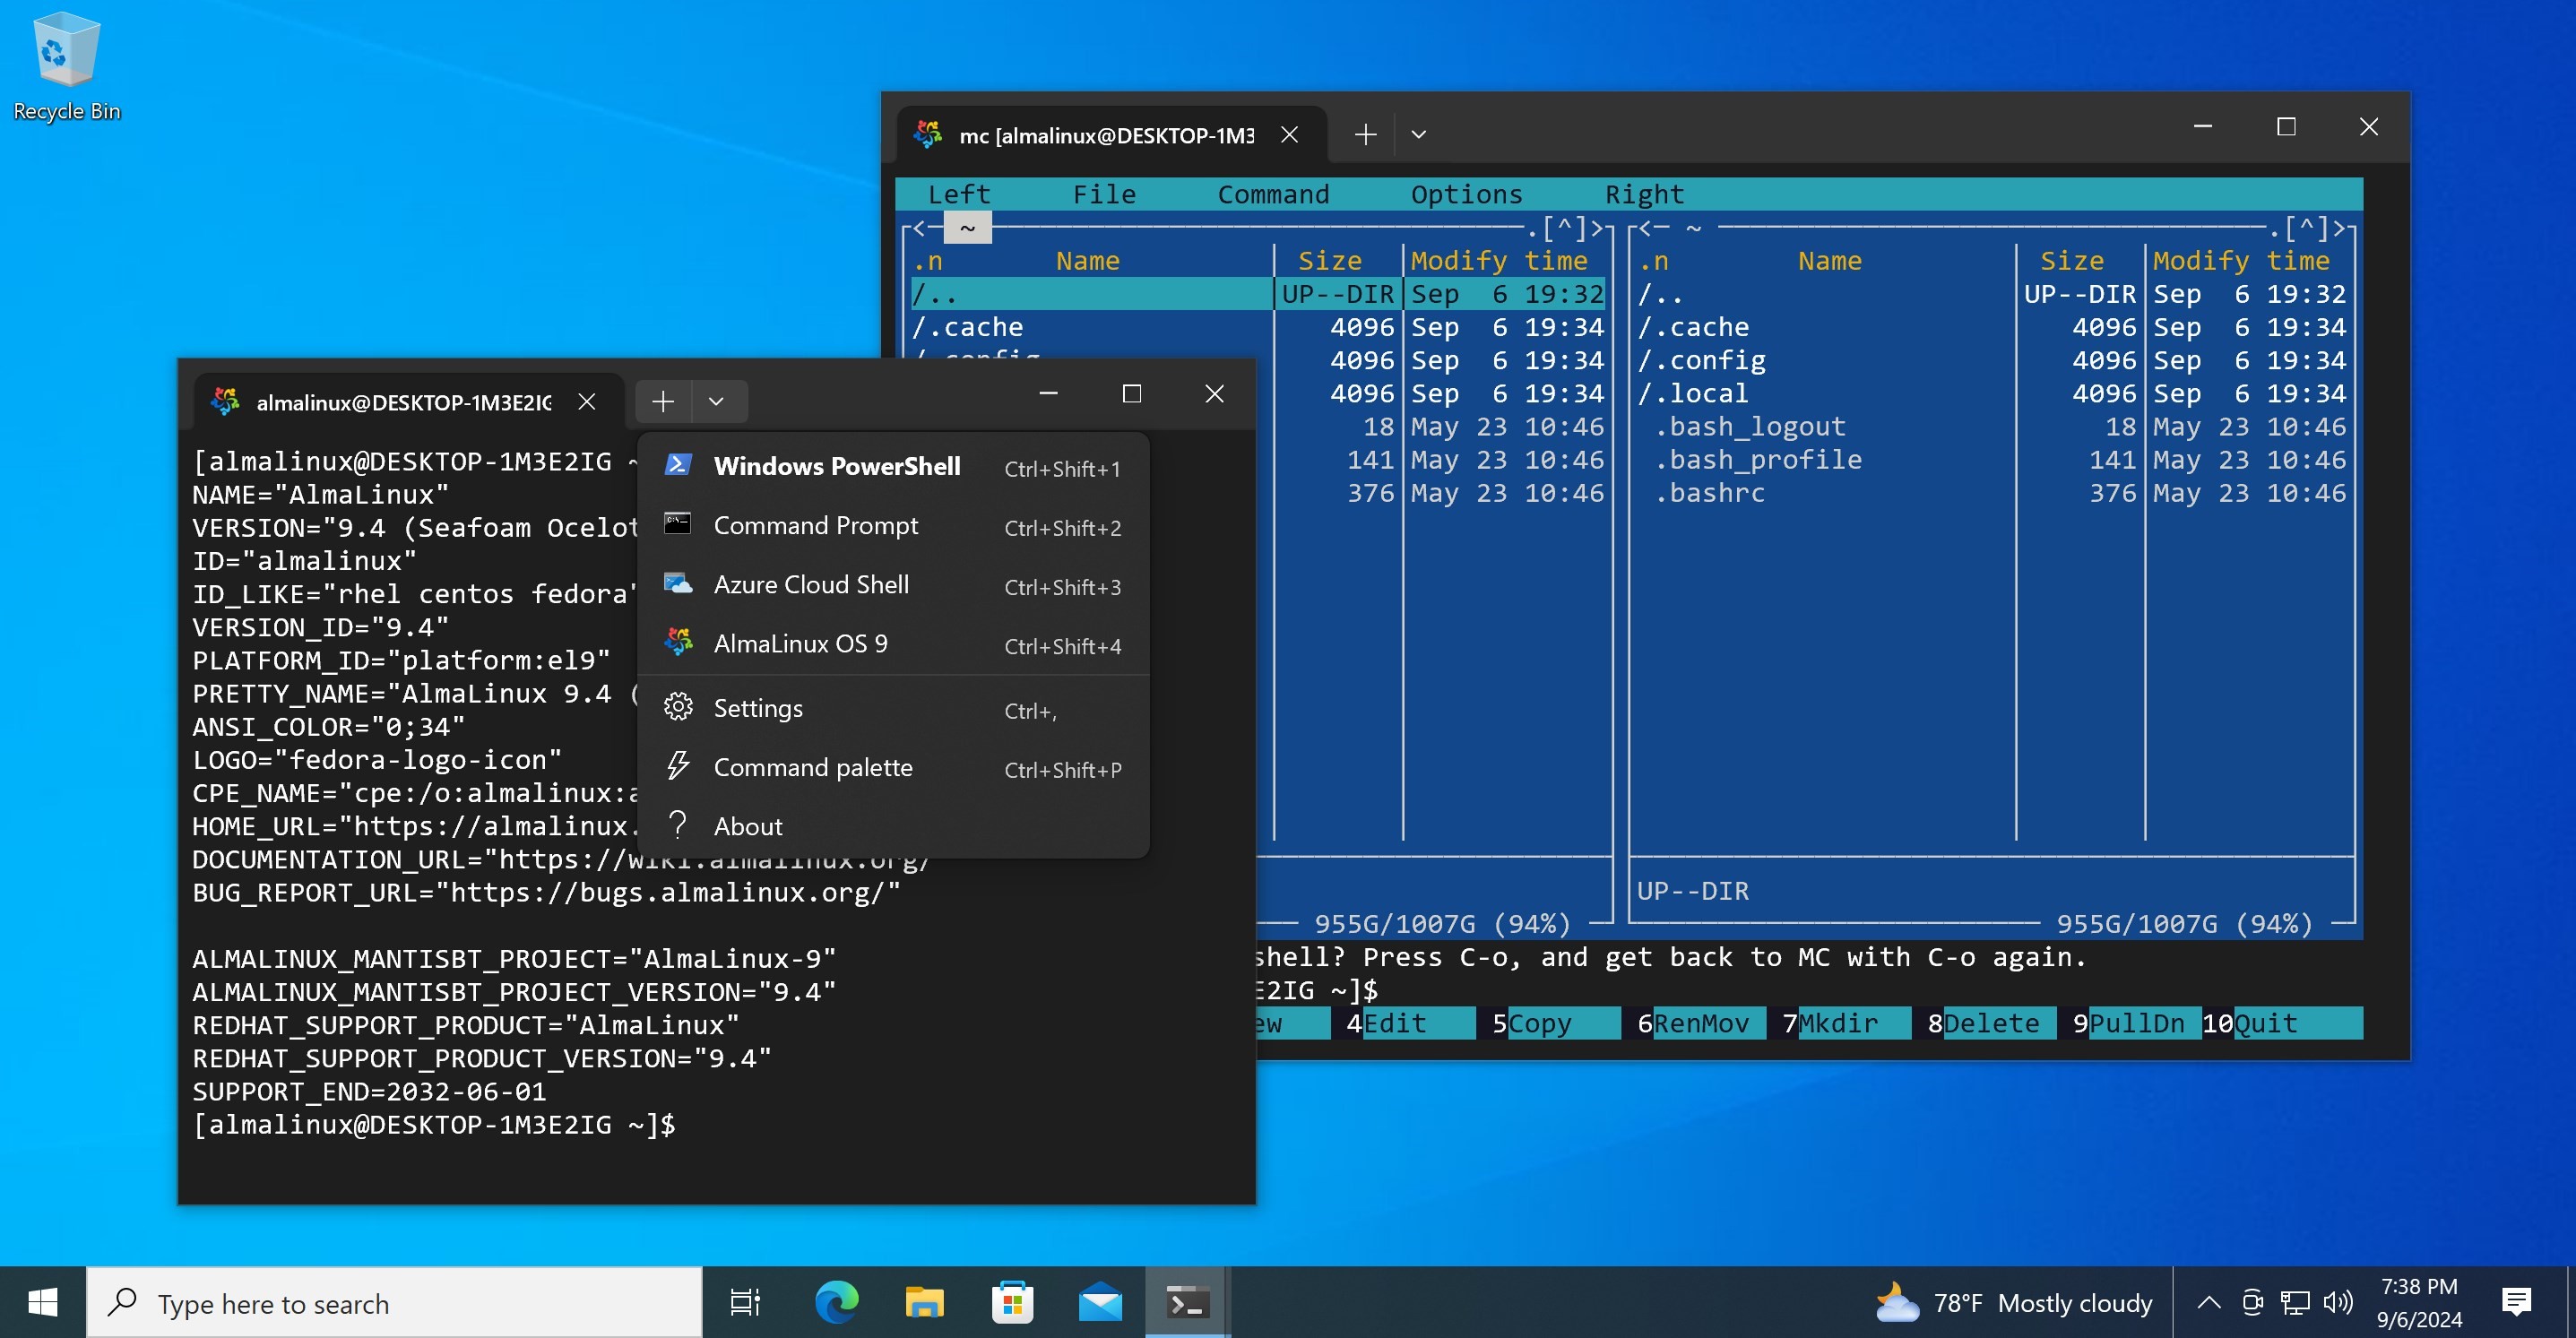 Recycle Bin
mc [almalinux@DESKTOP-1M3
Left File Command Options Right
<─ ~ .[^]> <─ ~ .[^]>
.n Name Size Modify time .n Name Size Modify time
/.. UP--DIR Sep 6 19:32 /.. UP--DIR Sep 6 19:32
/.cache 4096 Sep 6 19:34 /.cache 4096 Sep 6 19:34
/.config 4096 Sep 6 19:34 /.config 4096 Sep 6 19:34
4096 Sep 6 19:34 /.local 4096 Sep 6 19:34
18 May 23 10:46 .bash_logout 18 May 23 10:46
141 May 23 10:46 .bash_profile 141 May 23 10:46
376 May 23 10:46 .bashrc 376 May 23 10:46
UP--DIR
955G/1007G (94%) 955G/1007G (94%)
shell? Press C-o, and get back to MC with C-o again.
E2IG ~]$
ew 4Edit 5Copy 6RenMov 7Mkdir 8Delete 9PullDn 10Quit
almalinux@DESKTOP-1M3E2IG
[almalinux@DESKTOP-1M3E2IG ~
NAME="AlmaLinux"
VERSION="9.4 (Seafoam Ocelot
ID="almalinux"
ID_LIKE="rhel centos fedora"
VERSION_ID="9.4"
PLATFORM_ID="platform:el9"
PRETTY_NAME="AlmaLinux 9.4 (
ANSI_COLOR="0;34"
LOGO="fedora-logo-icon"
CPE_NAME="cpe:/o:almalinux:a
HOME_URL="https://almalinux.
DOCUMENTATION_URL="https://wiki.almalinux.org/
BUG_REPORT_URL="https://bugs.almalinux.org/"
ALMALINUX_MANTISBT_PROJECT="AlmaLinux-9"
ALMALINUX_MANTISBT_PROJECT_VERSION="9.4"
REDHAT_SUPPORT_PRODUCT="AlmaLinux"
REDHAT_SUPPORT_PRODUCT_VERSION="9.4"
SUPPORT_END=2032-06-01
[almalinux@DESKTOP-1M3E2IG ~]$
Windows PowerShell Ctrl+Shift+1
Command Prompt Ctrl+Shift+2
Azure Cloud Shell Ctrl+Shift+3
AlmaLinux OS 9 Ctrl+Shift+4
Settings Ctrl+,
Command palette Ctrl+Shift+P
About
Type here to search
78°F Mostly cloudy
7:38 PM
9/6/2024